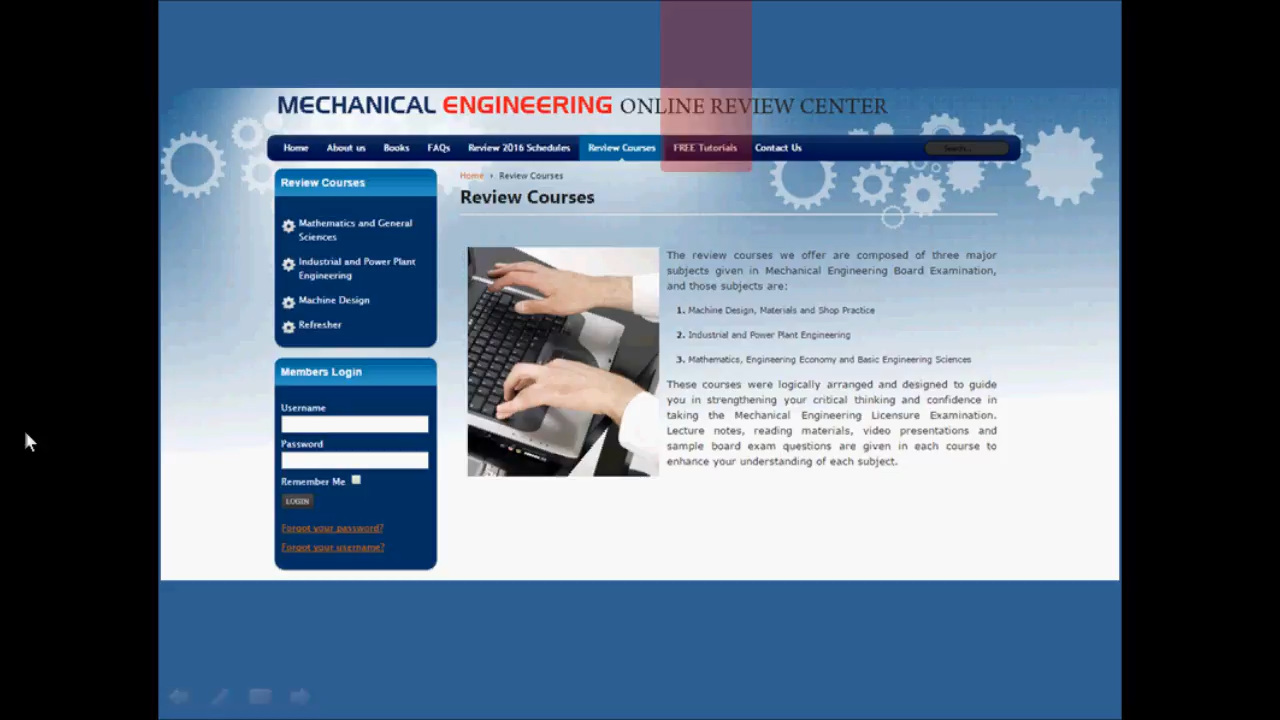 MECHANICAL ENGINEERING ONLINE REVIEW CENTER
Home About us Books FAQs Review 2016 Schedules Review Courses FREE Tutorials Contact Us Search...
Review Courses
Mathematics and General
Sciences
Industrial and Power Plant
Engineering
Machine Design
Refresher
Members Login
Username
Password
Remember Me
LOGIN
Forgot your password?
Forgot your username?
Home › Review Courses
Review Courses
The review courses we offer are composed of three major
subjects given in Mechanical Engineering Board Examination,
and those subjects are:
1. Machine Design, Materials and Shop Practice
2. Industrial and Power Plant Engineering
3. Mathematics, Engineering Economy and Basic Engineering Sciences
These courses were logically arranged and designed to guide
you in strengthening your critical thinking and confidence in
taking the Mechanical Engineering Licensure Examination.
Lecture notes, reading materials, video presentations and
sample board exam questions are given in each course to
enhance your understanding of each subject.